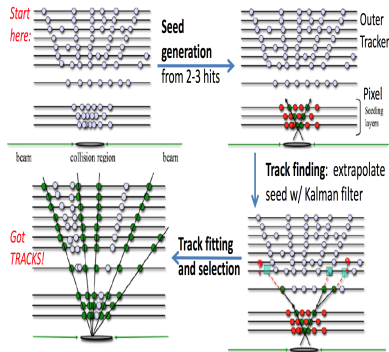 Start
here:
Seed
generation
from 2-3 hits
Outer
Tracker
Pixel
Seeding
layers
beam
collision region
beam
Track finding: extrapolate
seed w/ Kalman filter
Got
TRACKS!
Track fitting
and selection